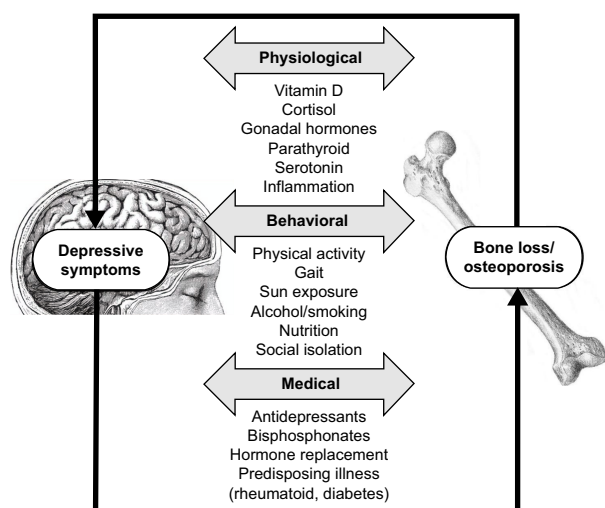 Physiological
Vitamin D
Cortisol
Gonadal hormones
Parathyroid
Serotonin
Inflammation
Depressive
symptoms
Behavioral
Physical activity
Gait
Sun exposure
Alcohol/smoking
Nutrition
Social isolation
Bone loss/
osteoporosis
Medical
Antidepressants
Bisphosphonates
Hormone replacement
Predisposing illness
(rheumatoid, diabetes)